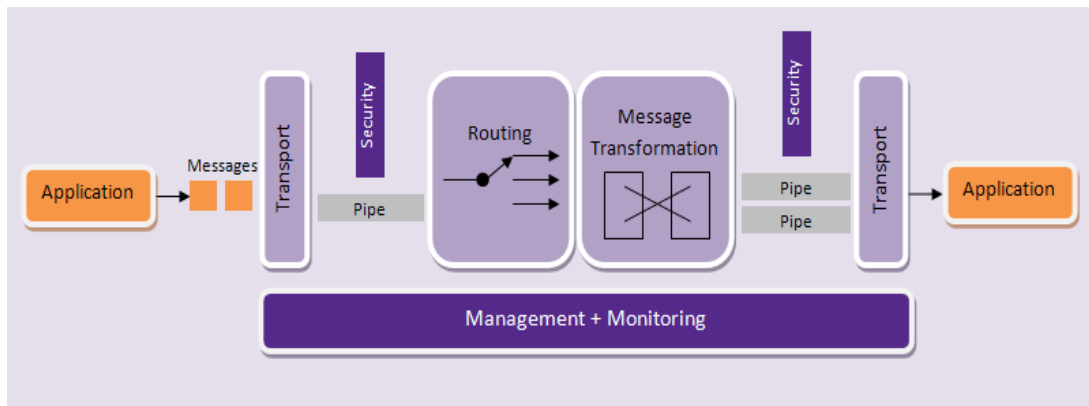 Application
Messages
Transport
Security
Pipe
Routing
Message
Transformation
Security
Pipe
Pipe
Transport
Application
Management + Monitoring